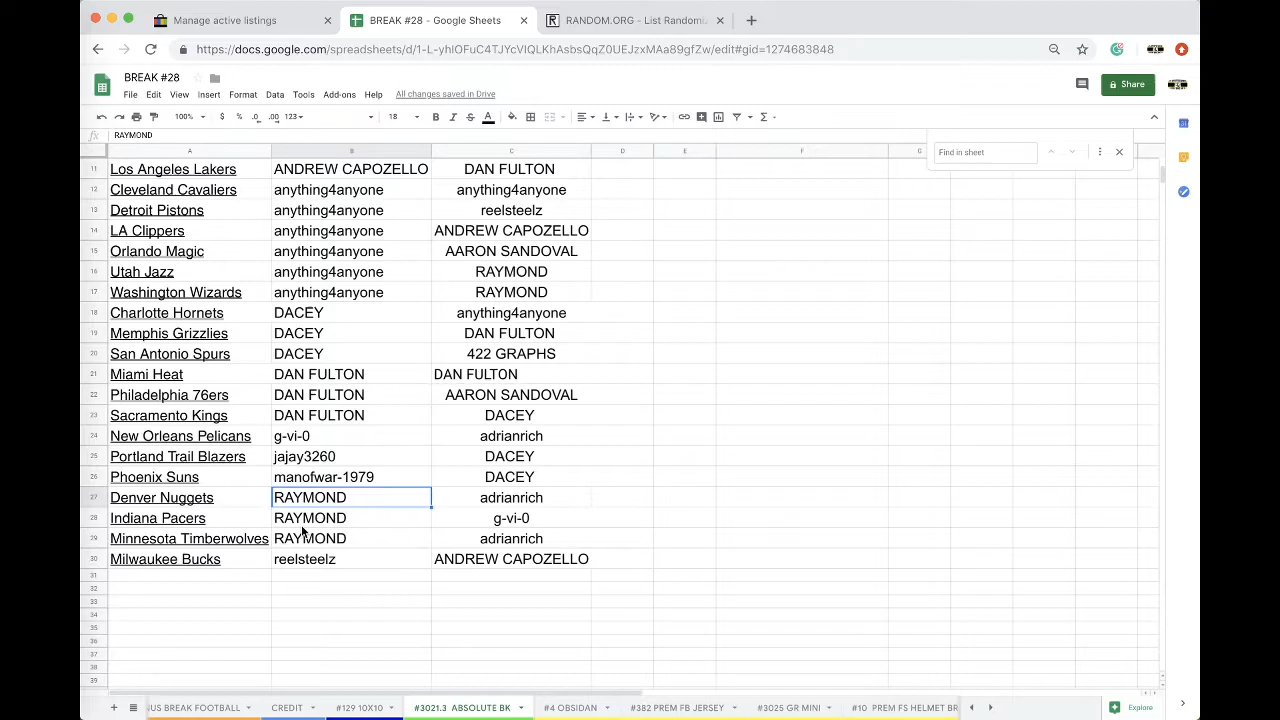 Manage active listings
BREAK #28 - Google Sheets
RANDOM.ORG - List Randomi
https://docs.google.com/spreadsheets/d/1-L-yhlOFuC4TJYcVIQLKhAsbsQqZ0UEJzxMAa89gfZw/edit#gid=1274683848
BREAK #28
File Edit View Insert Format Data Tools Add-ons Help All changes saved in Drive
Share
100% $ % .0 .00 123 18 B I S A
fx RAYMOND
Find in sheet
A B C D E F G
11 Los Angeles Lakers ANDREW CAPOZELLO DAN FULTON
12 Cleveland Cavaliers anything4anyone anything4anyone
13 Detroit Pistons anything4anyone reelsteelz
14 LA Clippers anything4anyone ANDREW CAPOZELLO
15 Orlando Magic anything4anyone AARON SANDOVAL
16 Utah Jazz anything4anyone RAYMOND
17 Washington Wizards anything4anyone RAYMOND
18 Charlotte Hornets DACEY anything4anyone
19 Memphis Grizzlies DACEY DAN FULTON
20 San Antonio Spurs DACEY 422 GRAPHS
21 Miami Heat DAN FULTON DAN FULTON
22 Philadelphia 76ers DAN FULTON AARON SANDOVAL
23 Sacramento Kings DAN FULTON DACEY
24 New Orleans Pelicans g-vi-0 adrianrich
25 Portland Trail Blazers jajay3260 DACEY
26 Phoenix Suns manofwar-1979 DACEY
27 Denver Nuggets RAYMOND adrianrich
28 Indiana Pacers RAYMOND g-vi-0
29 Minnesota Timberwolves RAYMOND adrianrich
30 Milwaukee Bucks reelsteelz ANDREW CAPOZELLO
31
32
33
34
35
36
37
38
39
US BREAK FOOTBALL CREDIT #129 10X10 #3021.3 ABSOLUTE BK #4 OBSIDAN #382 PREM FB JERSEY #3025 GR MINI #10 PREM FS HELMET BR Explore